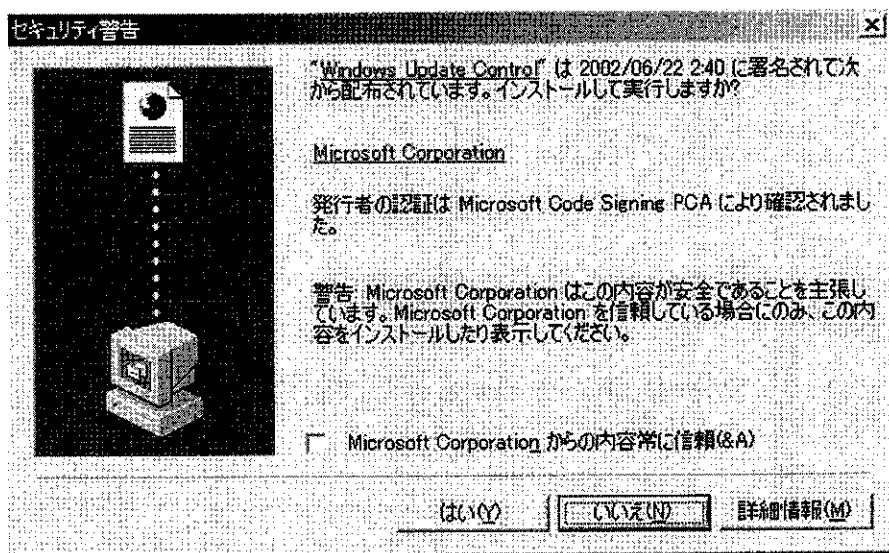 セキュリティ警告
"Windows Update Control" は 2002/06/22 2:40 に署名されて次
から配布されています。インストールして実行しますか?
Microsoft Corporation
発行者の認証は Microsoft Code Signing PCA により確認されまし
た。
警告: Microsoft Corporation はこの内容が安全であることを主張し
ています。Microsoft Corporation を信頼している場合にのみ、この内
容をインストールしたり表示してください。
Microsoft Corporation からの内容常に信頼(&A)
はい(Y) いいえ(N) 詳細情報(M)